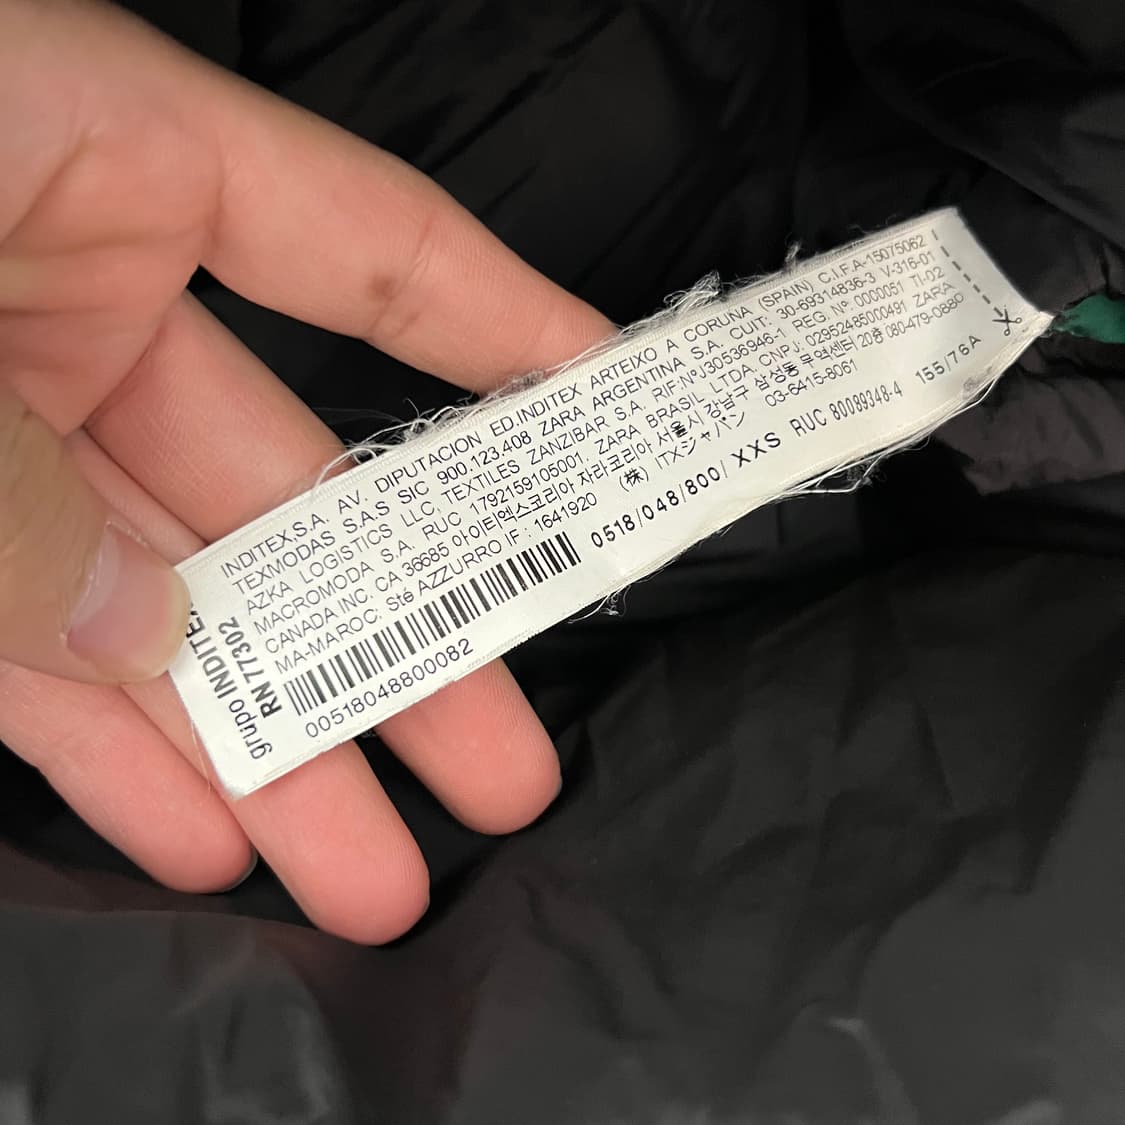 grupo INDITEX
RN 77302
INDITEX,S.A. AV. DIPUTACION ED.INDITEX ARTEIXO A CORUNA (SPAIN) C.I.F.A-15075062
TEXMODAS S.A.S SIC 900.123.408 ZARA ARGENTINA S.A. CUIT: 30-69314836-3 V-316-01
AZKA LOGISTICS LLC, TEXTILES ZANZIBAR S.A. RIF:Nº J30536946-1 REG. Nº 0000051 TI.02
MACROMODA S.A. RUC 1792159105001. ZARA BRASIL, LTDA. CNPJ: 02952485000491 ZARA
CANADA.INC. CA 36685 아이티엑스코리아 자라코리아 서울시 강남구 삼성동 무역센터 20층 080-479-0880
MA-MAROC: Sté AZZURRO IF : 1641920 (株) ITXジャパン 03-6415-8061
0518/048/800/ XXS RUC 80089348-4 155/76A
00518048800082